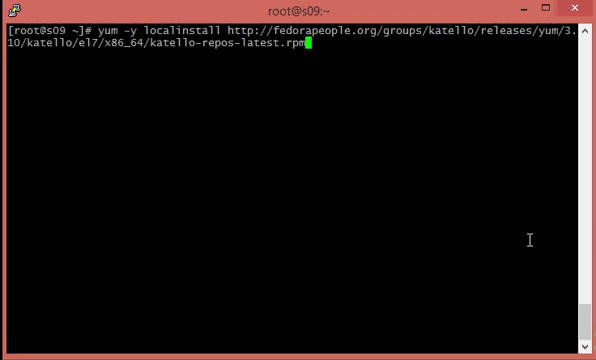 root@s09:~
[root@s09 ~]# yum -y localinstall http://fedorapeople.org/groups/katello/releases/yum/3.
10/katello/el7/x86_64/katello-repos-latest.rpm